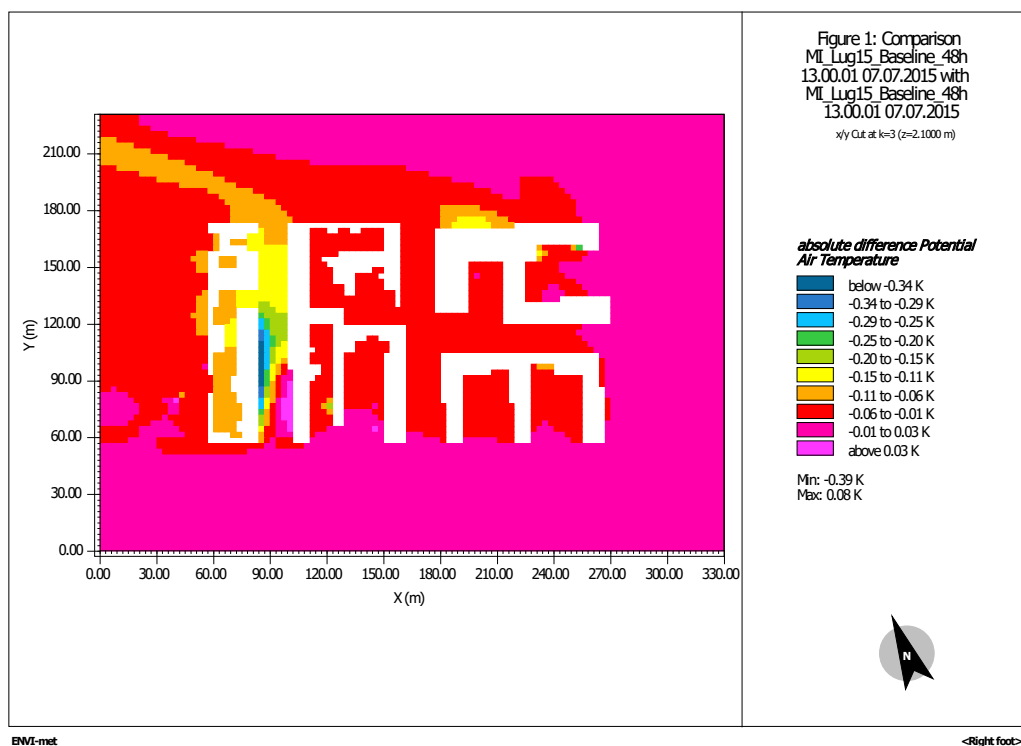 Figure 1: Comparison
MI_Lug15_Baseline_48h
13.00.01 07.07.2015 with
MI_Lug15_Baseline_48h
13.00.01 07.07.2015
x/y Cut at k=3 (z=2.1000 m)
210.00
180.00
150.00
120.00
90.00
60.00
30.00
0.00
Y (m)
0.00 30.00 60.00 90.00 120.00 150.00 180.00 210.00 240.00 270.00 300.00 330.00
X (m)
absolute difference Potential
Air Temperature
below -0.34 K
-0.34 to -0.29 K
-0.29 to -0.25 K
-0.25 to -0.20 K
-0.20 to -0.15 K
-0.15 to -0.11 K
-0.11 to -0.06 K
-0.06 to -0.01 K
-0.01 to 0.03 K
above 0.03 K
Min: -0.39 K
Max: 0.08 K
N
ENVI-met
<Right foot>